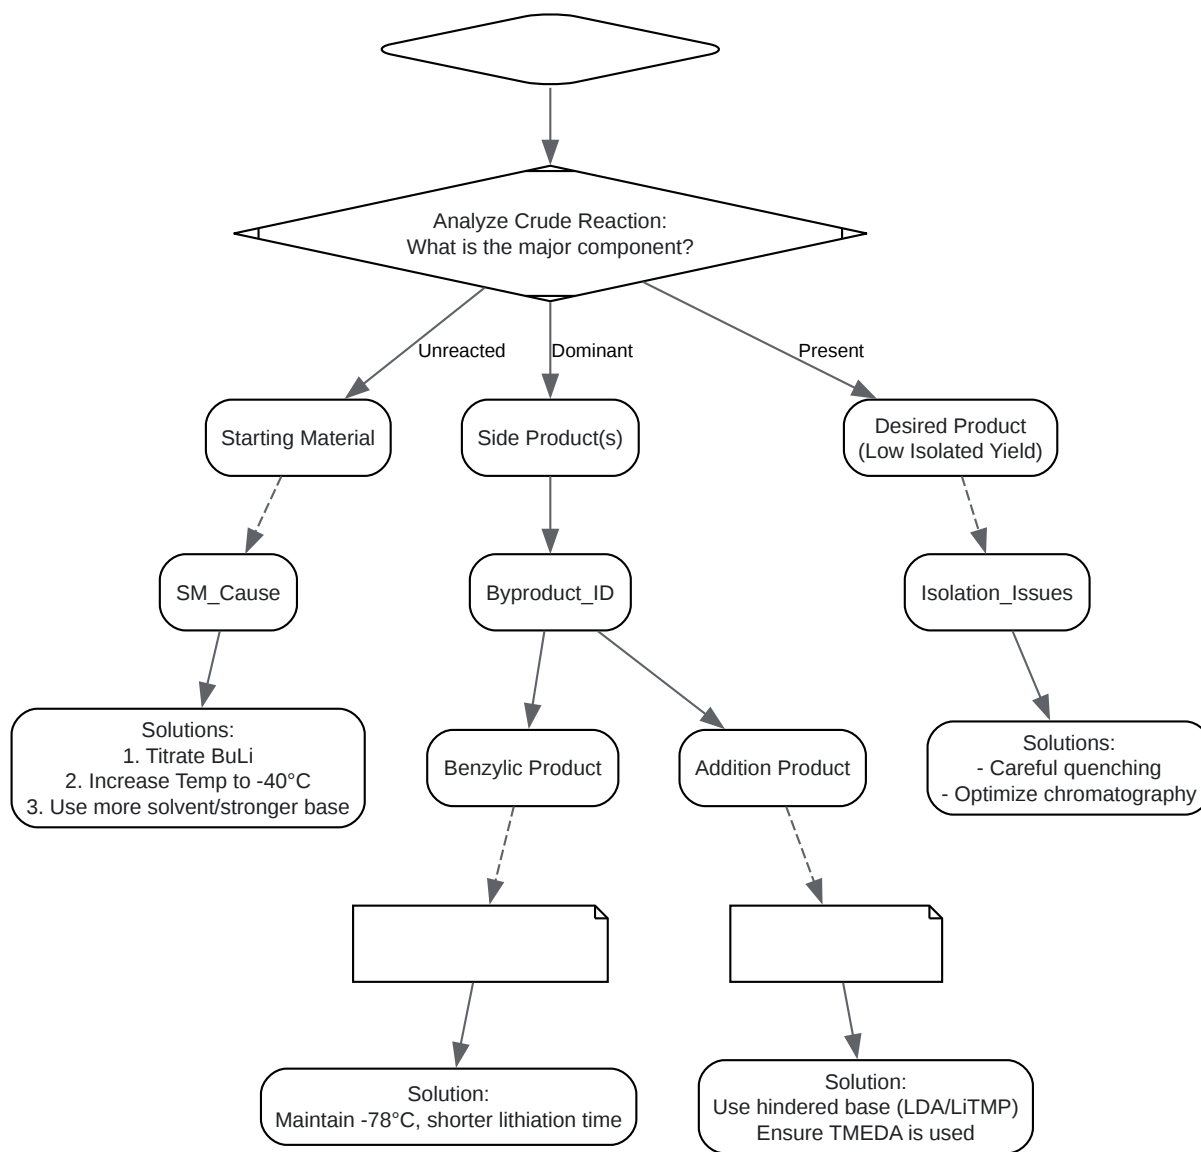 Analyze Crude Reaction:
What is the major component?
Unreacted
Dominant
Present
Starting Material
Side Product(s)
Desired Product
(Low Isolated Yield)
SM_Cause
Byproduct_ID
Isolation_Issues
Solutions:
1. Titrate BuLi
2. Increase Temp to -40°C
3. Use more solvent/stronger base
Benzylic Product
Addition Product
Solutions:
- Careful quenching
- Optimize chromatography
Solution:
Maintain -78°C, shorter lithiation time
Solution:
Use hindered base (LDA/LiTMP)
Ensure TMEDA is used